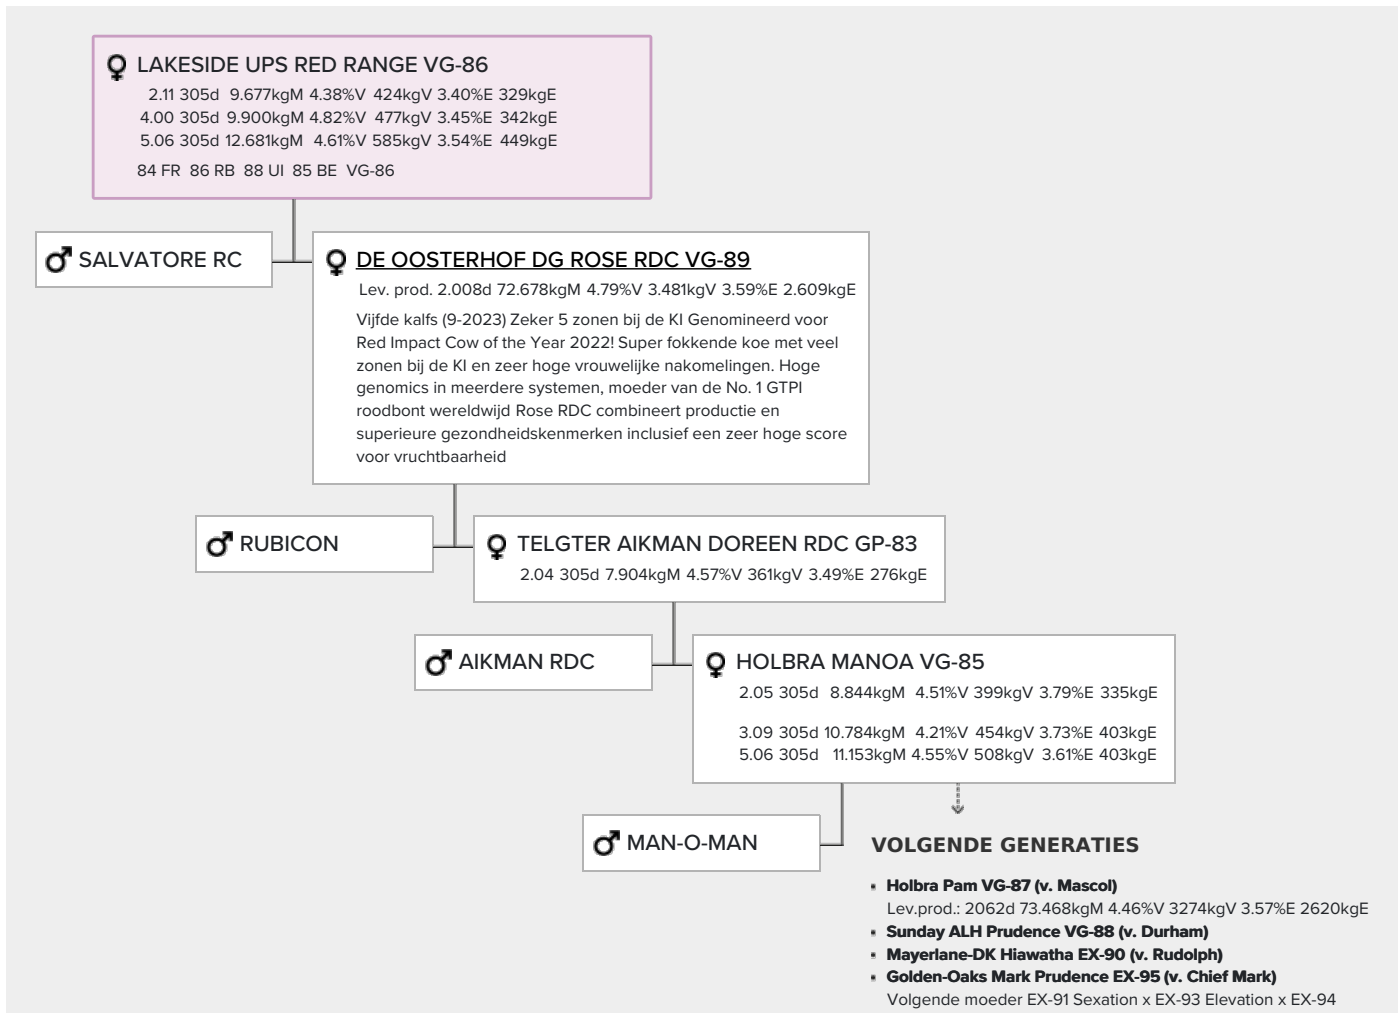 LAKESIDE UPS RED RANGE VG-86
2.11 305d 9.677kgM 4.38%V 424kgV 3.40%E 329kgE
4.00 305d 9.900kgM 4.82%V 477kgV 3.45%E 342kgE
5.06 305d 12.681kgM 4.61%V 585kgV 3.54%E 449kgE
84 FR 86 RB 88 UI 85 BE VG-86
SALVATORE RC
DE OOSTERHOF DG ROSE RDC VG-89
Lev. prod. 2.008d 72.678kgM 4.79%V 3.481kgV 3.59%E 2.609kgE
Vijfde kalfs (9-2023) Zeker 5 zonen bij de KI Genomineerd voor
Red Impact Cow of the Year 2022! Super fokkende koe met veel
zonen bij de KI en zeer hoge vrouwelijke nakomelingen. Hoge
genomics in meerdere systemen, moeder van de No. 1 GTPI
roodbont wereldwijd Rose RDC combineert productie en
superieure gezondheidskenmerken inclusief een zeer hoge score
voor vruchtbaarheid
RUBICON
TELGTER AIKMAN DOREEN RDC GP-83
2.04 305d 7.904kgM 4.57%V 361kgV 3.49%E 276kgE
AIKMAN RDC
HOLBRA MANOA VG-85
2.05 305d 8.844kgM 4.51%V 399kgV 3.79%E 335kgE
3.09 305d 10.784kgM 4.21%V 454kgV 3.73%E 403kgE
5.06 305d 11.153kgM 4.55%V 508kgV 3.61%E 403kgE
MAN-O-MAN
VOLGENDE GENERATIES
Holbra Pam VG-87 (v. Mascol)
Lev.prod.: 2062d 73.468kgM 4.46%V 3274kgV 3.57%E 2620kgE
Sunday ALH Prudence VG-88 (v. Durham)
Mayerlane-DK Hiawatha EX-90 (v. Rudolph)
Golden-Oaks Mark Prudence EX-95 (v. Chief Mark)
Volgende moeder EX-91 Sexation x EX-93 Elevation x EX-94